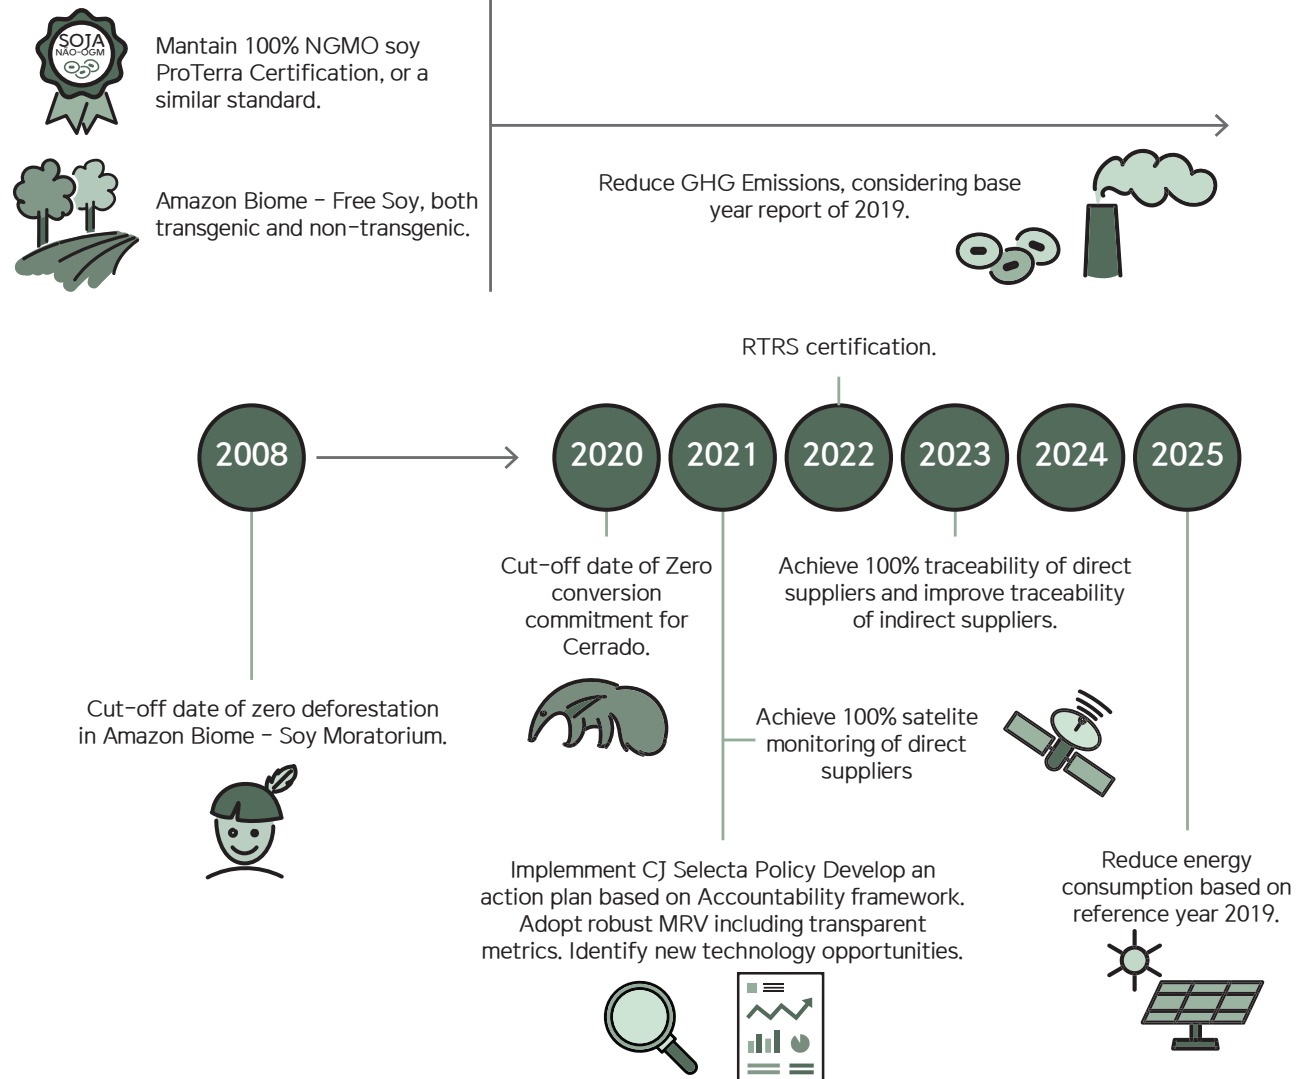 SOJA
NÃO-OGM
Mantain 100% NGMO soy
ProTerra Certification, or a
similar standard.
Amazon Biome - Free Soy, both
transgenic and non-transgenic.
Reduce GHG Emissions, considering base
year report of 2019.
RTRS certification.
2008
2020
2021
2022
2023
2024
2025
Cut-off date of Zero
conversion
commitment for
Cerrado.
Achieve 100% traceability of direct
suppliers and improve traceability
of indirect suppliers.
Cut-off date of zero deforestation
in Amazon Biome - Soy Moratorium.
Achieve 100% satelite
monitoring of direct
suppliers
Implemment CJ Selecta Policy Develop an
action plan based on Accountability framework.
Adopt robust MRV including transparent
metrics. Identify new technology opportunities.
Reduce energy
consumption based on
reference year 2019.